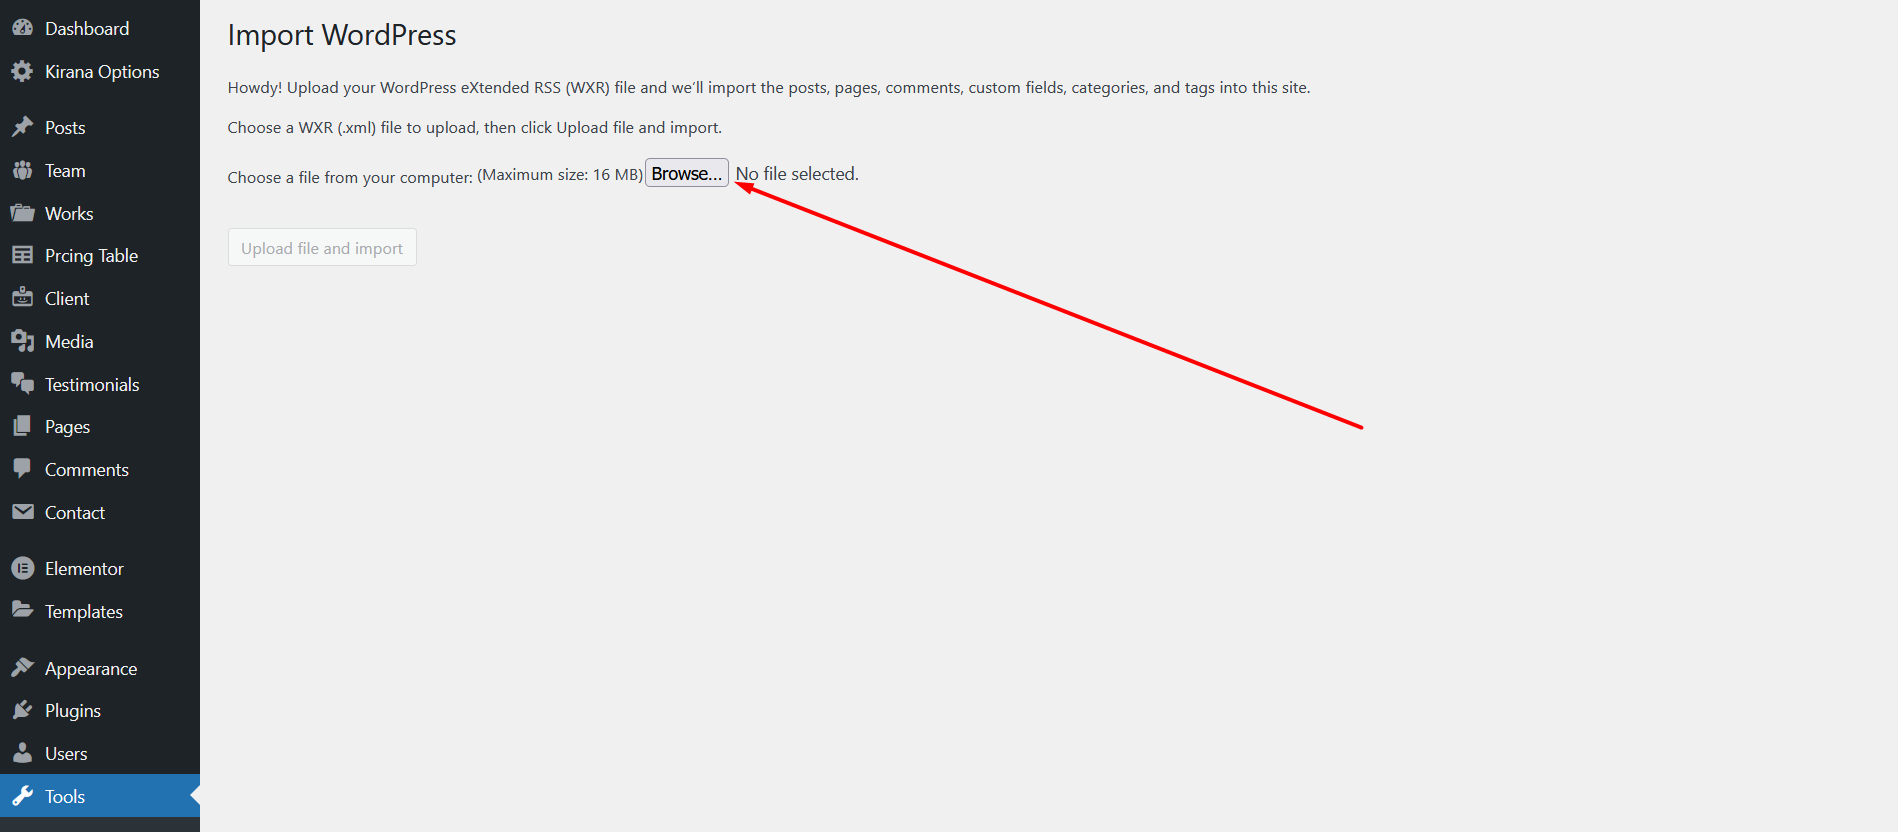 Dashboard
Kirana Options
Posts
Team
Works
Prcing Table
Client
Media
Testimonials
Pages
Comments
Contact
Elementor
Templates
Appearance
Plugins
Users
Tools
Import WordPress
Howdy! Upload your WordPress eXtended RSS (WXR) file and we’ll import the posts, pages, comments, custom fields, categories, and tags into this site.
Choose a WXR (.xml) file to upload, then click Upload file and import.
Choose a file from your computer: (Maximum size: 16 MB) Browse... No file selected.
Upload file and import